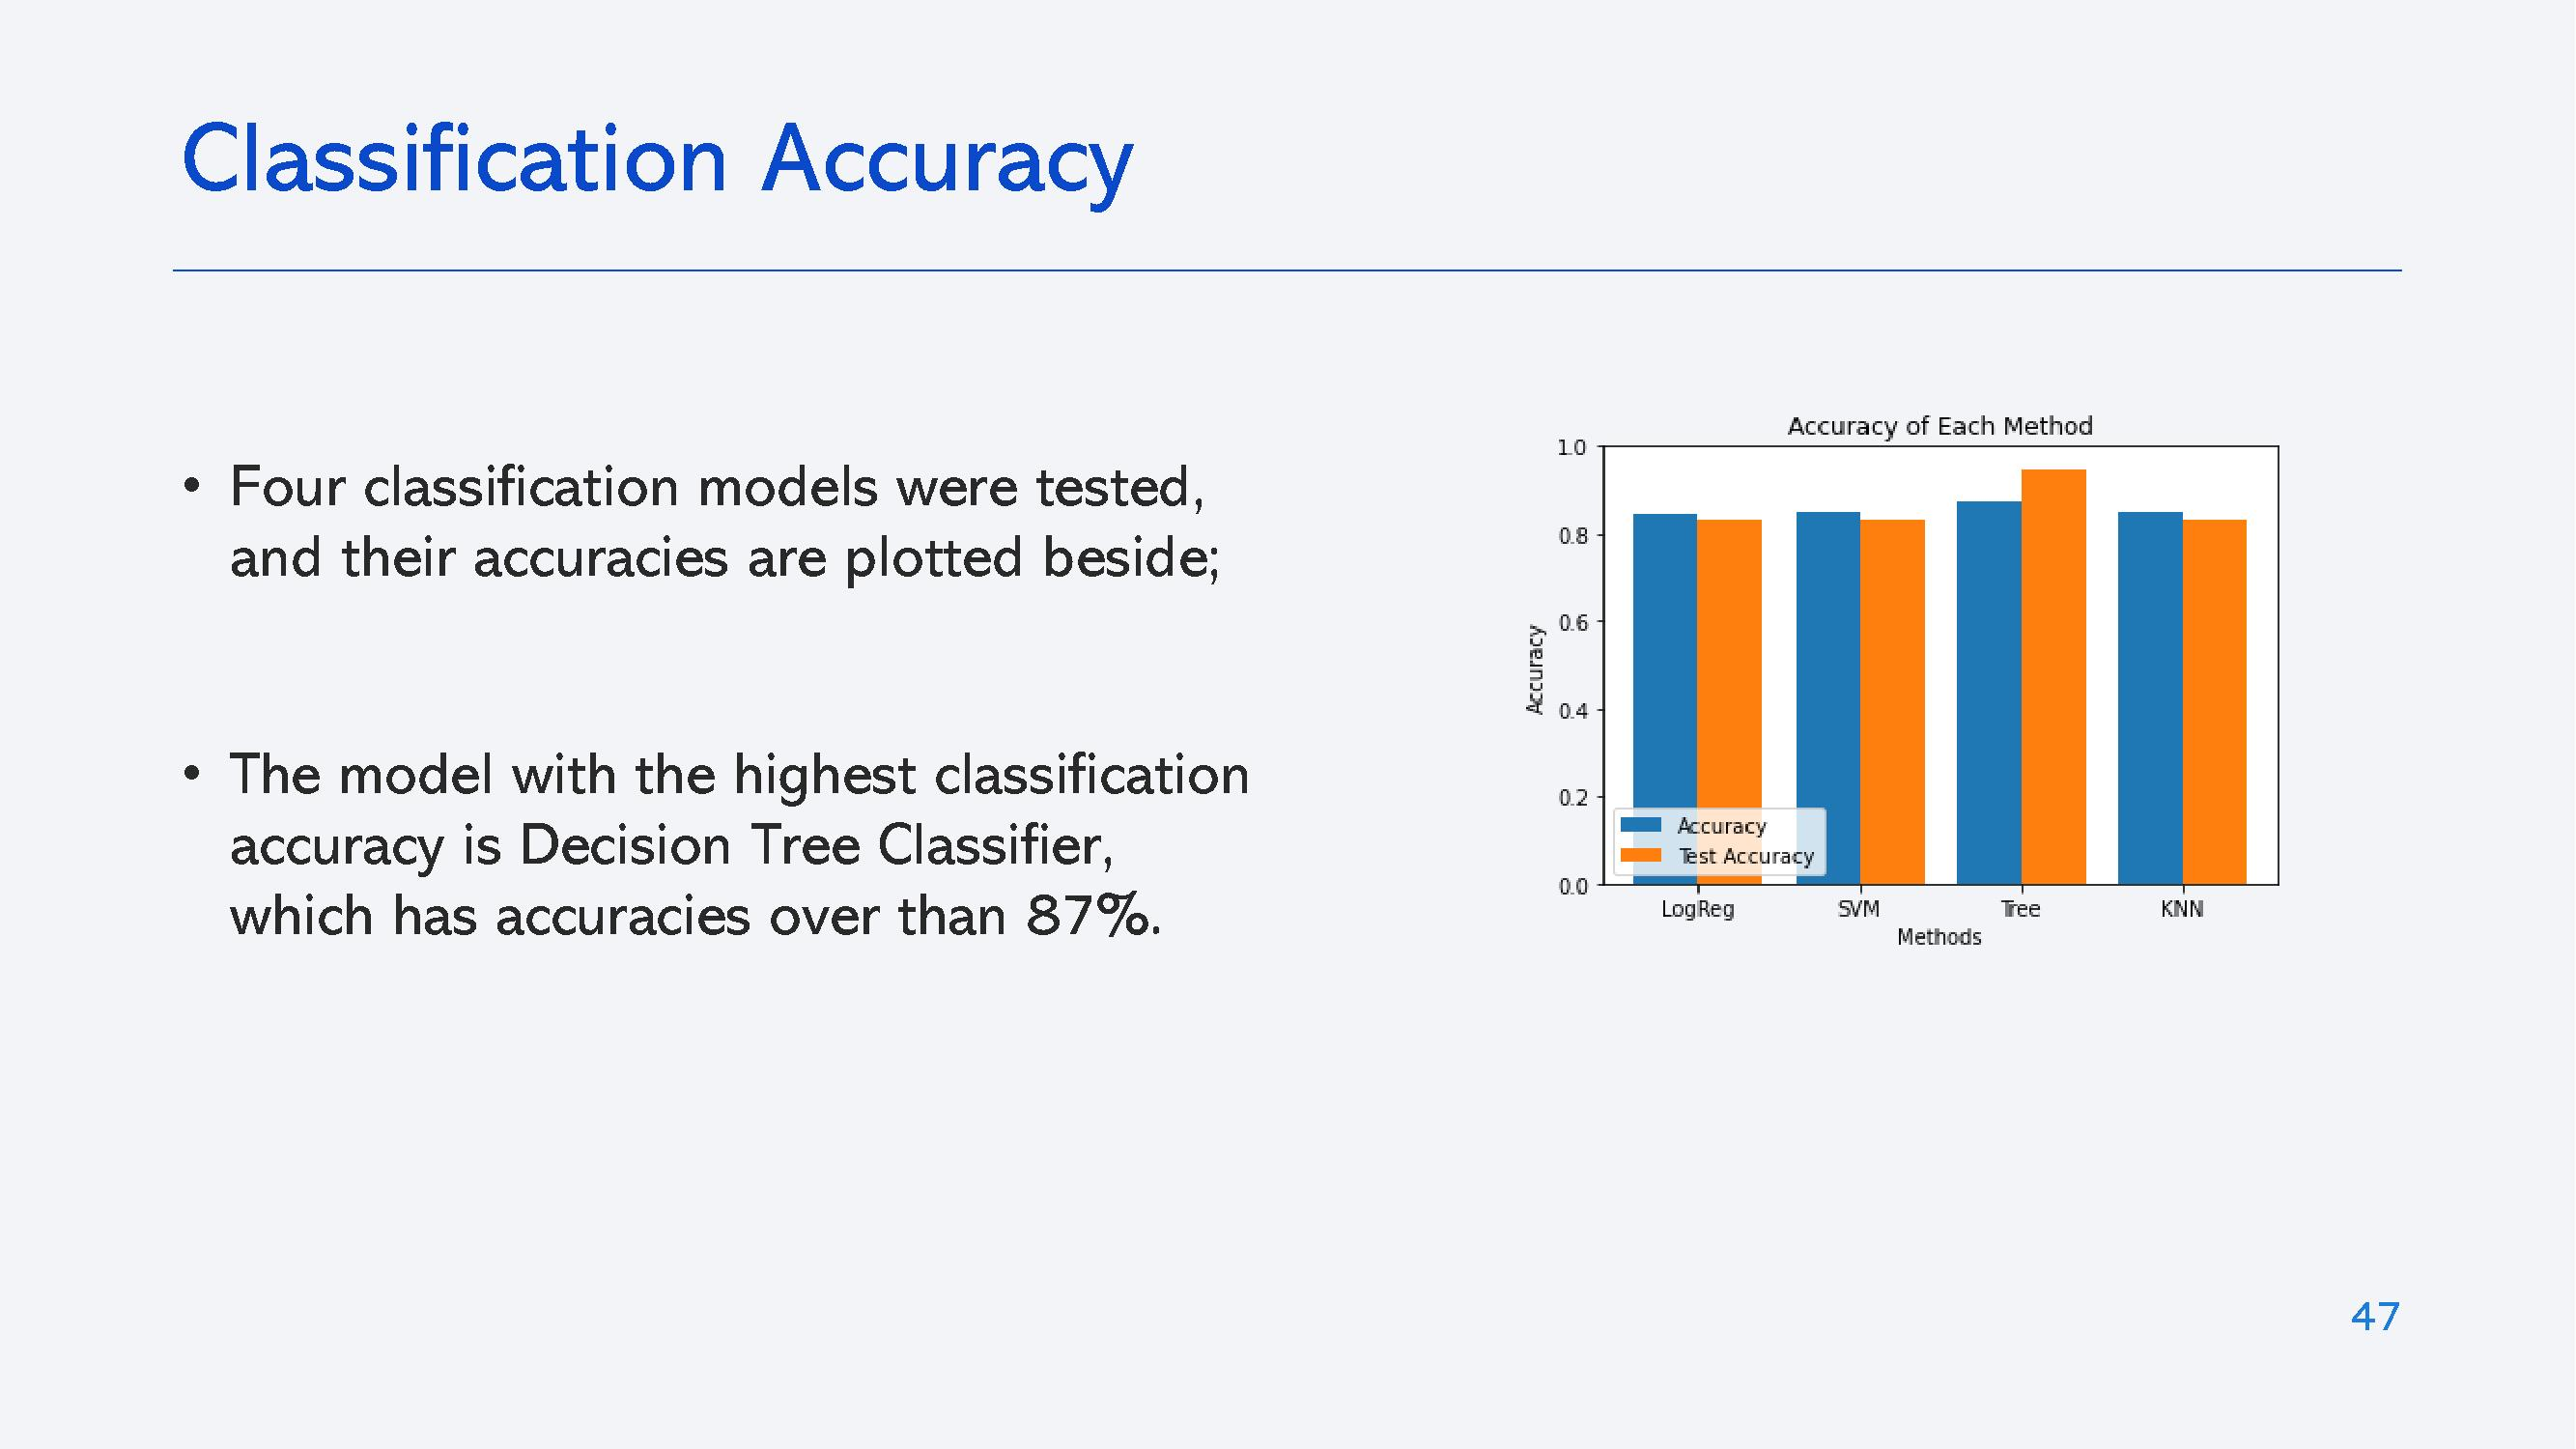 Classification Accuracy
• Four classification models were tested,
and their accuracies are plotted beside;
• The model with the highest classification
accuracy is Decision Tree Classifier,
which has accuracies over than 87%.
Accuracy of Each Method
1.0
0.8
0.6
0.4
0.2
0.0
Accuracy
Accuracy
Test Accuracy
LogReg SVM Tree KNN
Methods
47